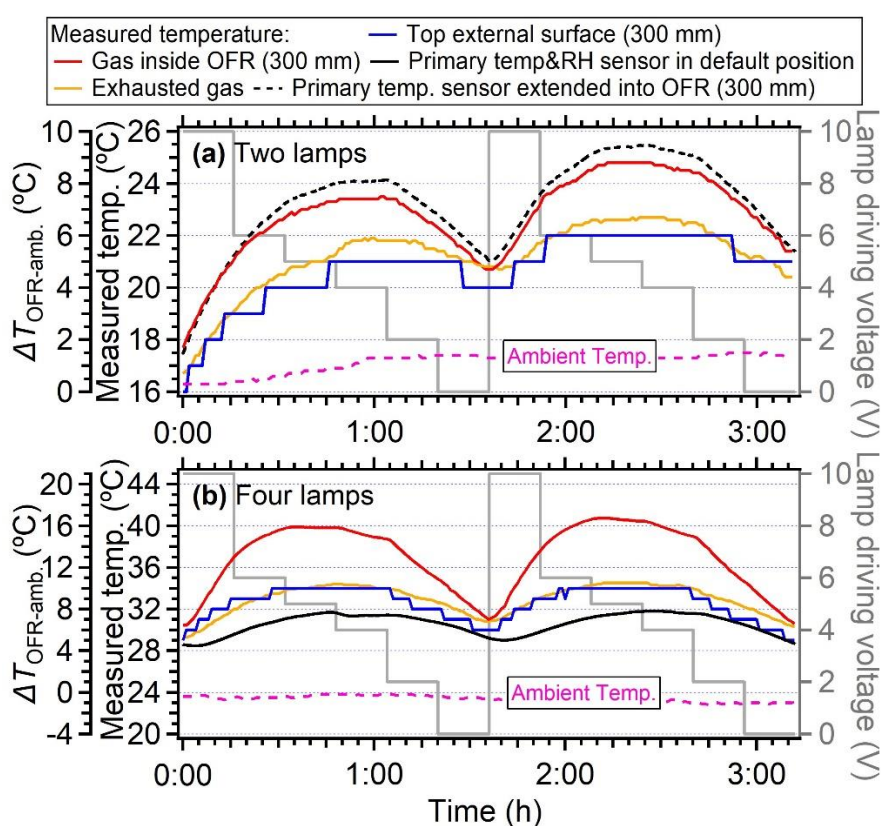 Measured temperature: Top external surface (300 mm)
Gas inside OFR (300 mm) Primary temp&RH sensor in default position
Exhausted gas Primary temp. sensor extended into OFR (300 mm)
(a) Two lamps
ΔT OFR-amb. (ºC)
10
8
6
4
2
0
Measured temp. (ºC)
26
24
22
20
18
16
Ambient Temp.
Lamp driving voltage (V)
10
8
6
4
2
0
0:00 1:00 2:00 3:00
(b) Four lamps
ΔT OFR-amb. (ºC)
20
16
12
8
4
0
-4
Measured temp. (ºC)
44
40
36
32
28
24
20
Ambient Temp.
Lamp driving voltage (V)
10
8
6
4
2
0
0:00 1:00 2:00 3:00
Time (h)